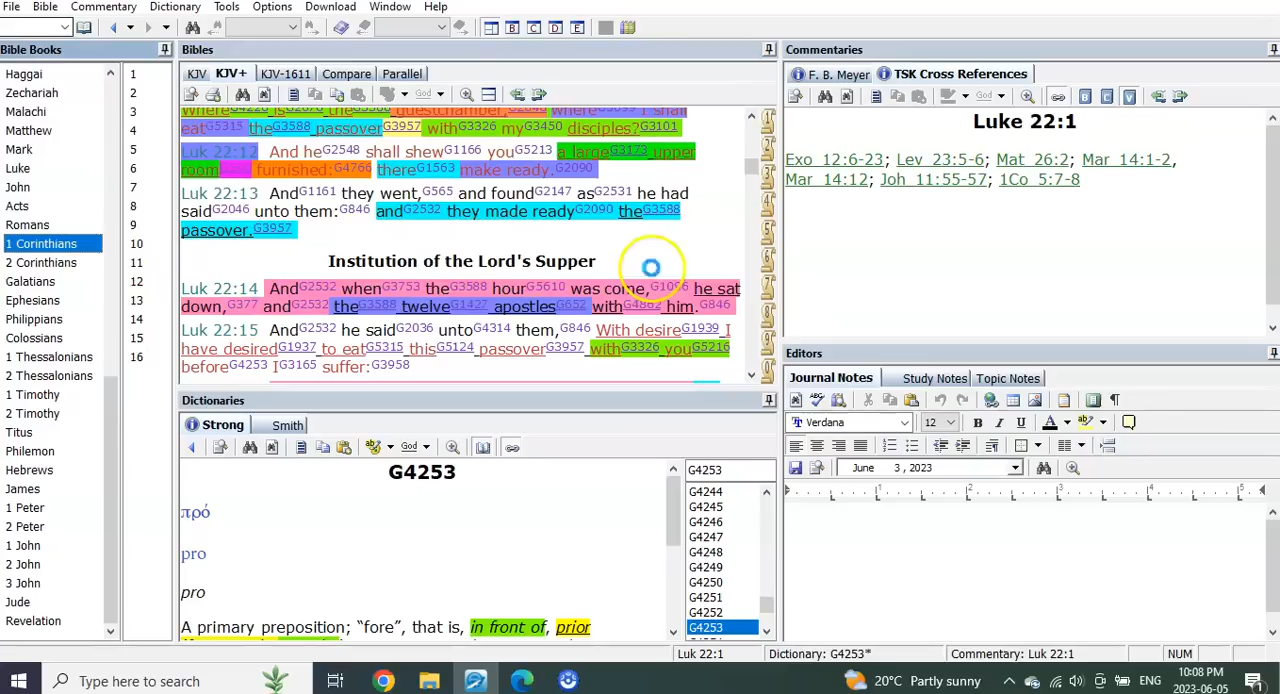 File Bible Commentary Dictionary Tools Options Download Window Help
Bible Books
Haggai
Zechariah
Malachi
Matthew
Mark
Luke
John
Acts
Romans
1 Corinthians
2 Corinthians
Galatians
Ephesians
Philippians
Colossians
1 Thessalonians
2 Thessalonians
1 Timothy
2 Timothy
Titus
Philemon
Hebrews
James
1 Peter
2 Peter
1 John
2 John
3 John
Jude
Revelation
1
2
3
4
5
6
7
8
9
10
11
12
13
14
15
16
Bibles
KJV KJV+ KJV-1611 Compare Parallel
God
eatG5315 theG3588 passoverG3957 withG3326 myG3450 disciples?G3101
Luk 22:12 And heG2548 shall shewG1166 youG5213 a largeG3173 upper
room furnished:G4766 thereG1563 make ready.G2090
Luk 22:13 AndG1161 they went,G565 and foundG2147 asG2531 he had
saidG2046 unto them:G846 andG2532 they made readyG2090 theG3588
passover.G3957
Institution of the Lord's Supper
Luk 22:14 AndG2532 whenG3753 theG3588 hourG5610 was come,G1096 he sat
down,G377 andG2532 theG3588 twelveG1427 apostlesG652 withG4862 him.G846
Luk 22:15 AndG2532 he saidG2036 untoG4314 them,G846 With desireG1939 I
have desiredG1937 to eatG5315 thisG5124 passoverG3957 withG3326 youG5216
beforeG4253 IG3165 suffer:G3958
Dictionaries
Strong Smith
God
G4253
πρό
pro
pro
A primary preposition; “fore”, that is, in front of, prior
G4253
G4244
G4245
G4246
G4247
G4248
G4249
G4250
G4251
G4252
G4253
Commentaries
F. B. Meyer TSK Cross References
God
Luke 22:1
Exo 12:6-23; Lev 23:5-6; Mat 26:2; Mar 14:1-2,
Mar 14:12; Joh 11:55-57; 1Co 5:7-8
Editors
Journal Notes Study Notes Topic Notes
Verdana 12 B I U A
June 3, 2023
1 2 3 4 5
Luk 22:1 Dictionary: G4253* Commentary: Luk 22:1 NUM
Type here to search
20°C Partly sunny
ENG
10:08 PM
2023-06-05
1